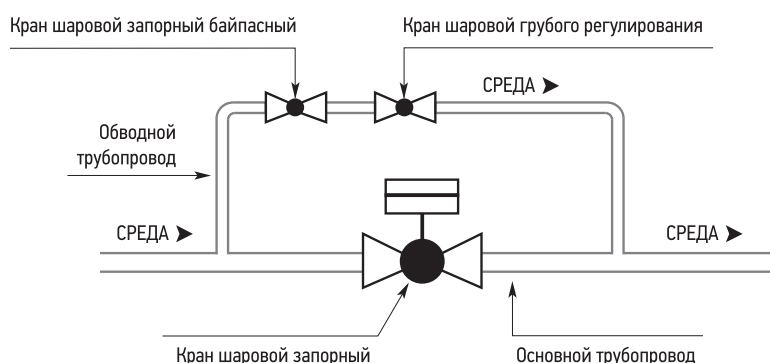 Кран шаровой запорный байпасный
Кран шаровой грубого регулирования
СРЕДА
Обводной
трубопровод
СРЕДА
СРЕДА
Кран шаровой запорный
Основной трубопровод